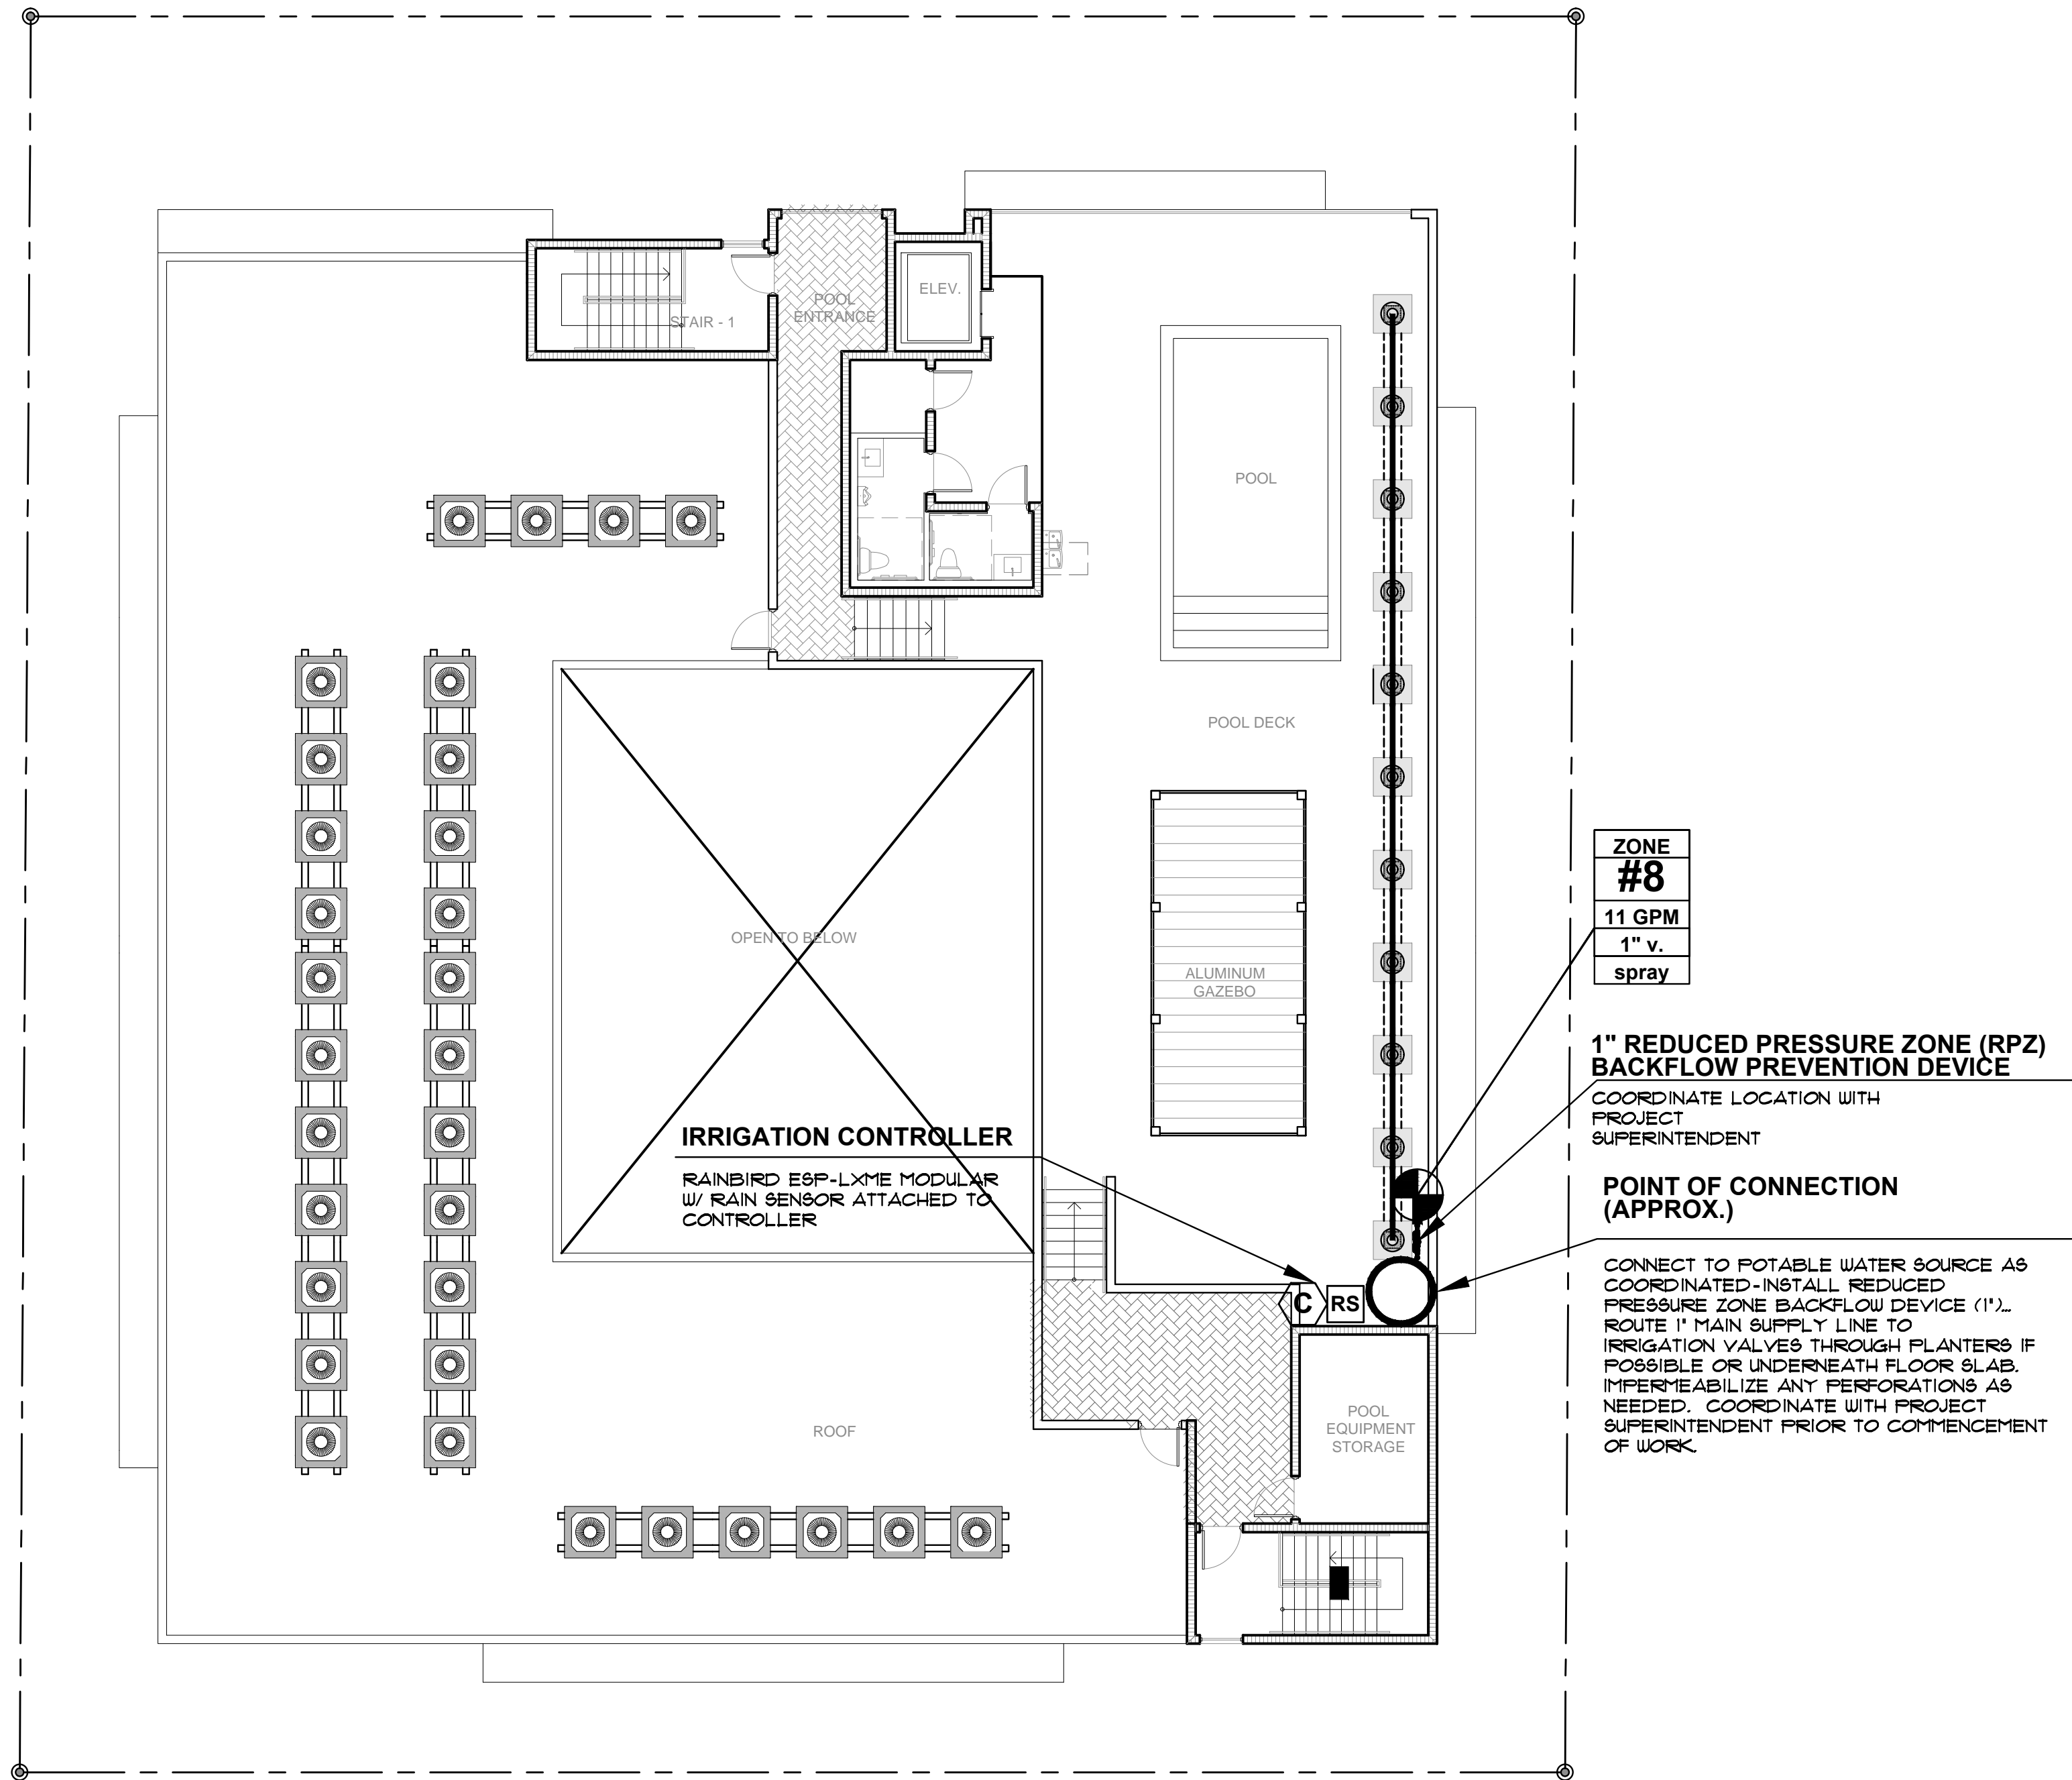 STAIR - 1
POOL
ENTRANCE
ELEV.
POOL
POOL DECK
OPEN TO BELOW
ALUMINUM
GAZEBO
ZONE
#8
11 GPM
1" v.
spray
1" REDUCED PRESSURE ZONE (RPZ)
BACKFLOW PREVENTION DEVICE
COORDINATE LOCATION WITH
PROJECT
SUPERINTENDENT
IRRIGATION CONTROLLER
RAINBIRD ESP-LXME MODULAR
W/ RAIN SENSOR ATTACHED TO
CONTROLLER
POINT OF CONNECTION
(APPROX.)
CONNECT TO POTABLE WATER SOURCE AS
COORDINATED-INSTALL REDUCED
PRESSURE ZONE BACKFLOW DEVICE (1")...
ROUTE 1" MAIN SUPPLY LINE TO
IRRIGATION VALVES THROUGH PLANTERS IF
POSSIBLE OR UNDERNEATH FLOOR SLAB.
IMPERMEABILIZE ANY PERFORATIONS AS
NEEDED. COORDINATE WITH PROJECT
SUPERINTENDENT PRIOR TO COMMENCEMENT
OF WORK.
C
RS
ROOF
POOL
EQUIPMENT
STORAGE